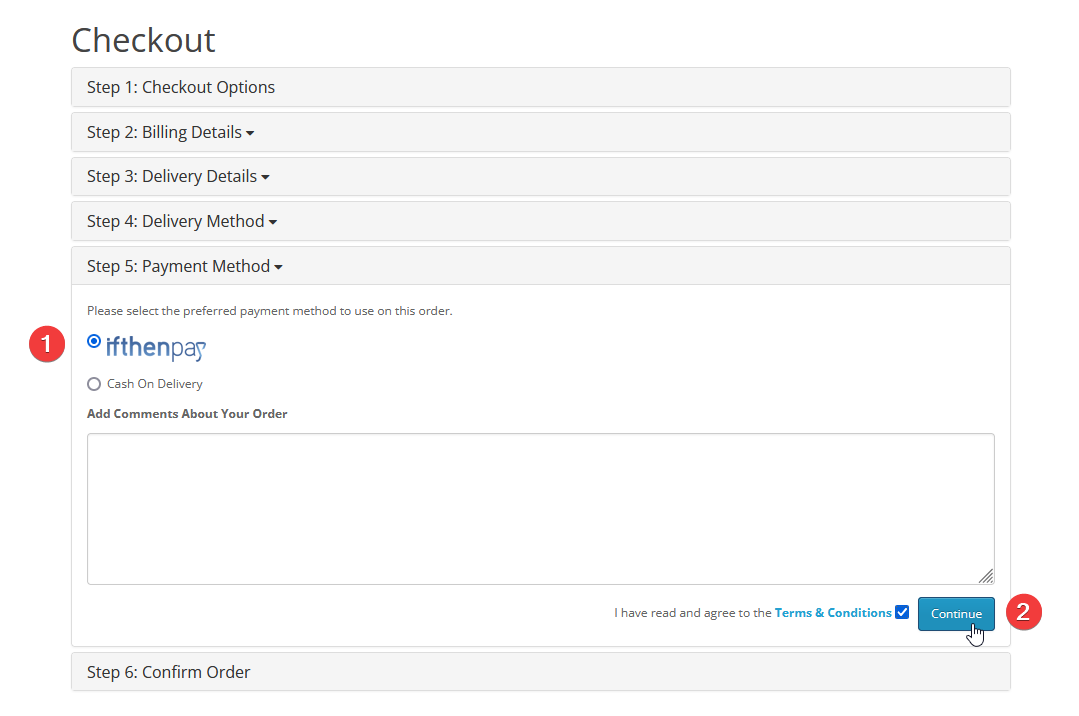 Checkout
Step 1: Checkout Options
Step 2: Billing Details
Step 3: Delivery Details
Step 4: Delivery Method
Step 5: Payment Method
Please select the preferred payment method to use on this order.
1
ifthenpay
Cash On Delivery
Add Comments About Your Order
I have read and agree to the Terms & Conditions
Continue
2
Step 6: Confirm Order